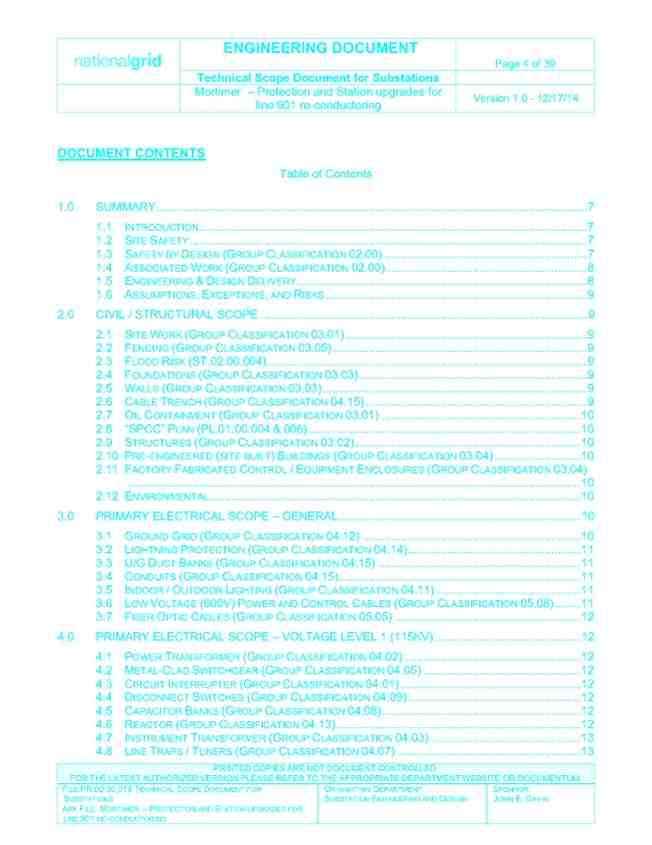 nationalgrid
ENGINEERING DOCUMENT
Page 4 of 39
Technical Scope Document for Substations
Mortimer – Protection and Station upgrades for
line 901 re-conductoring
Version 1.0 - 12/17/14
DOCUMENT CONTENTS
Table of Contents
1.0 SUMMARY 7
1.1 INTRODUCTION 7
1.2 SITE SAFETY 7
1.3 SAFETY BY DESIGN (GROUP CLASSIFICATION 02.00) 7
1.4 ASSOCIATED WORK (GROUP CLASSIFICATION 02.00) 8
1.5 ENGINEERING & DESIGN DELIVERY 8
1.6 ASSUMPTIONS, EXCEPTIONS, AND RISKS 9
2.0 CIVIL / STRUCTURAL SCOPE 9
2.1 SITE WORK (GROUP CLASSIFICATION 03.01) 9
2.2 FENCING (GROUP CLASSIFICATION 03.05) 9
2.3 FLOOD RISK (ST.02.00.004) 9
2.4 FOUNDATIONS (GROUP CLASSIFICATION 03.03) 9
2.5 WALLS (GROUP CLASSIFICATION 03.03) 9
2.6 CABLE TRENCH (GROUP CLASSIFICATION 04.15) 9
2.7 OIL CONTAINMENT (GROUP CLASSIFICATION 03.01) 10
2.8 "SPCC" PLAN (PL.01.00.004 & 006) 10
2.9 STRUCTURES (GROUP CLASSIFICATION 03.02) 10
2.10 PRE-ENGINEERED (SITE BUILT) BUILDINGS (GROUP CLASSIFICATION 03.04) 10
2.11 FACTORY FABRICATED CONTROL / EQUIPMENT ENCLOSURES (GROUP CLASSIFICATION 03.04)
10
2.12 ENVIRONMENTAL 10
3.0 PRIMARY ELECTRICAL SCOPE – GENERAL 10
3.1 GROUND GRID (GROUP CLASSIFICATION 04.12) 10
3.2 LIGHTNING PROTECTION (GROUP CLASSIFICATION 04.14) 11
3.3 U/G DUCT BANKS (GROUP CLASSIFICATION 04.15) 11
3.4 CONDUITS (GROUP CLASSIFICATION 04.15) 11
3.5 INDOOR / OUTDOOR LIGHTING (GROUP CLASSIFICATION 04.11) 11
3.6 LOW VOLTAGE (600V) POWER AND CONTROL CABLES (GROUP CLASSIFICATION 05.08) 11
3.7 FIBER OPTIC CABLES (GROUP CLASSIFICATION 05.05) 12
4.0 PRIMARY ELECTRICAL SCOPE – VOLTAGE LEVEL 1 (115KV) 12
4.1 POWER TRANSFORMER (GROUP CLASSIFICATION 04.02) 12
4.2 METAL-CLAD SWITCHGEAR (GROUP CLASSIFICATION 04.05) 12
4.3 CIRCUIT INTERRUPTER (GROUP CLASSIFICATION 04.01) 12
4.4 DISCONNECT SWITCHES (GROUP CLASSIFICATION 04.09) 12
4.5 CAPACITOR BANKS (GROUP CLASSIFICATION 04.08) 12
4.6 REACTOR (GROUP CLASSIFICATION 04.13) 12
4.7 INSTRUMENT TRANSFORMER (GROUP CLASSIFICATION 04.03) 13
4.8 LINE TRAPS / TUNERS (GROUP CLASSIFICATION 04.07) 13
PRINTED COPIES ARE NOT DOCUMENT CONTROLLED.
FOR THE LATEST AUTHORIZED VERSION PLEASE REFER TO THE APPROPRIATE DEPARTMENT WEBSITE OR DOCUMENTUM.
TECHNICAL SCOPE DOCUMENT FOR
SUBSTATIONS
MORTIMER – PROTECTION AND STATION UPGRADES FOR
LINE 901 RE-CONDUCTORING
ORIGINATING DEPARTMENT
SUBSTATION ENGINEERING AND DESIGN
SPONSOR
JOHN E.